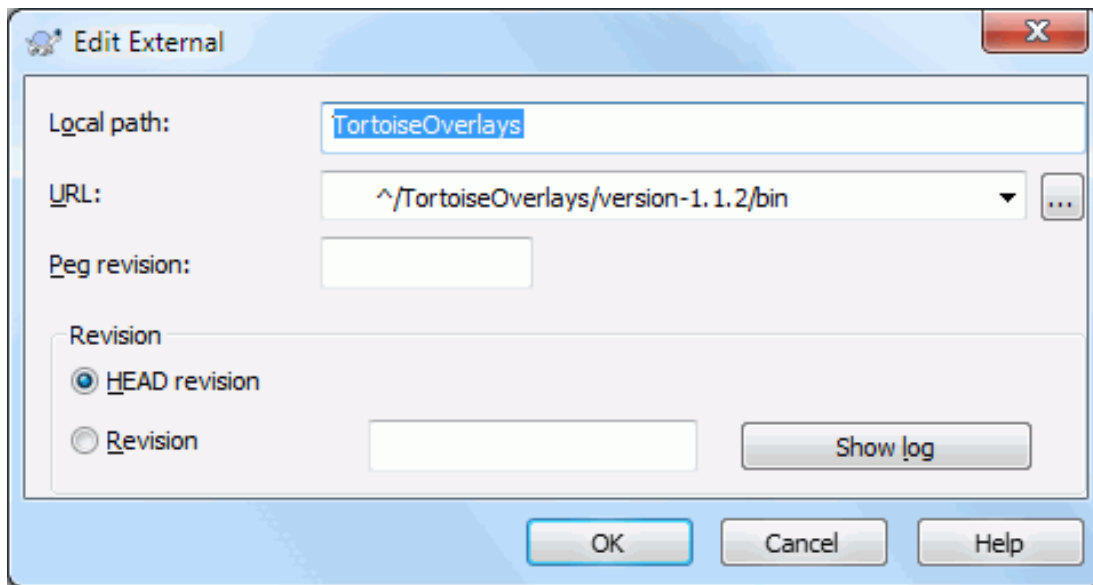 Edit External
Local path: TortoiseOverlays
URL: ^/TortoiseOverlays/version-1.1.2/bin ...
Peg revision:
Revision
HEAD revision
Revision Show log
OK Cancel Help